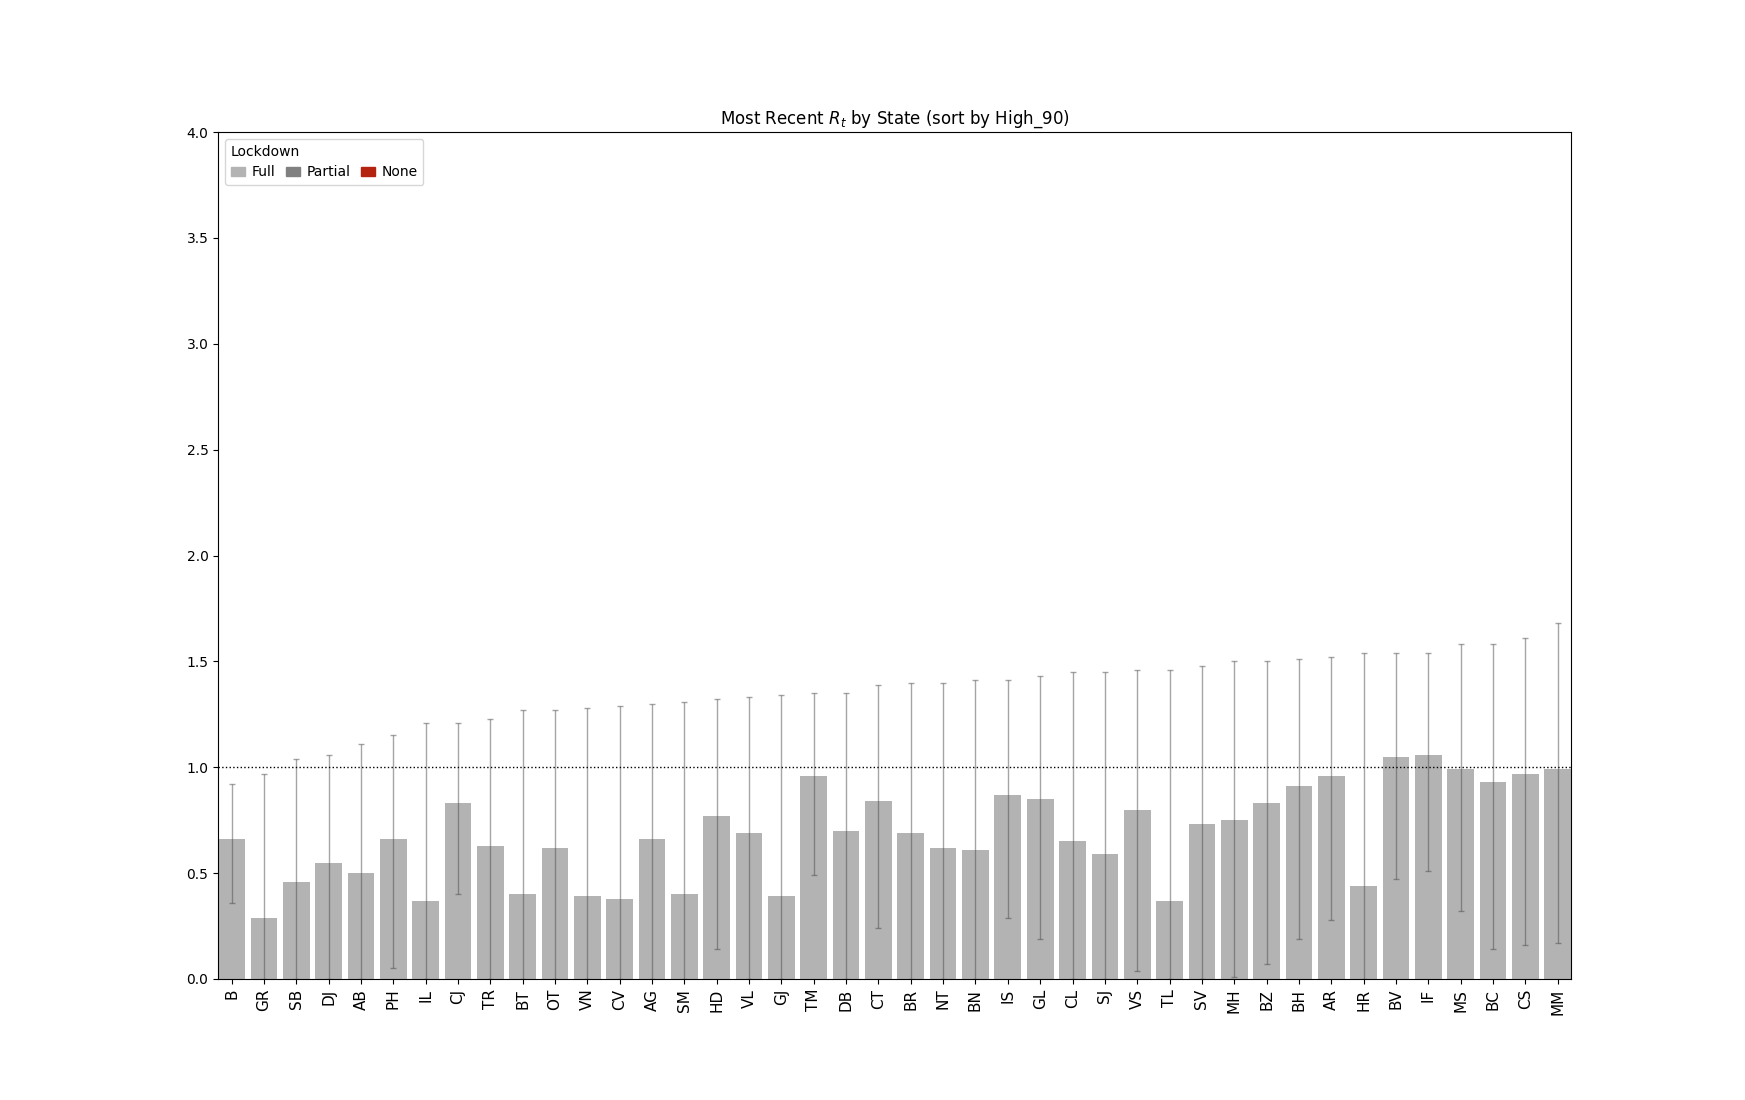 Most Recent R_t by State (sort by High_90)
4.0
3.5
3.0
2.5
2.0
1.5
1.0
0.5
0.0
Lockdown
Full Partial None
B GR SB DJ AB PH IL CJ TR BT OT VN CV AG SM HD VL GJ TM DB CT BR NT BN IS GL CL SJ VS TL SV MH BZ BH AR HR BV IF MS BC CS MM